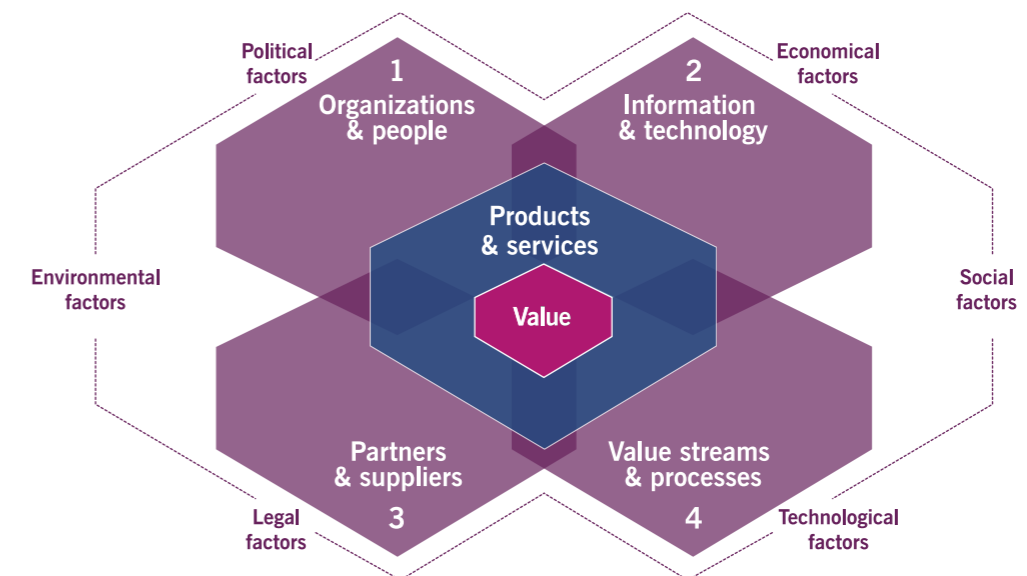 Political
factors
1
Organizations
& people
2
Information
& technology
Economical
factors
Products
& services
Environmental
factors
Value
Social
factors
Partners
& suppliers
3
Value streams
& processes
4
Legal
factors
Technological
factors